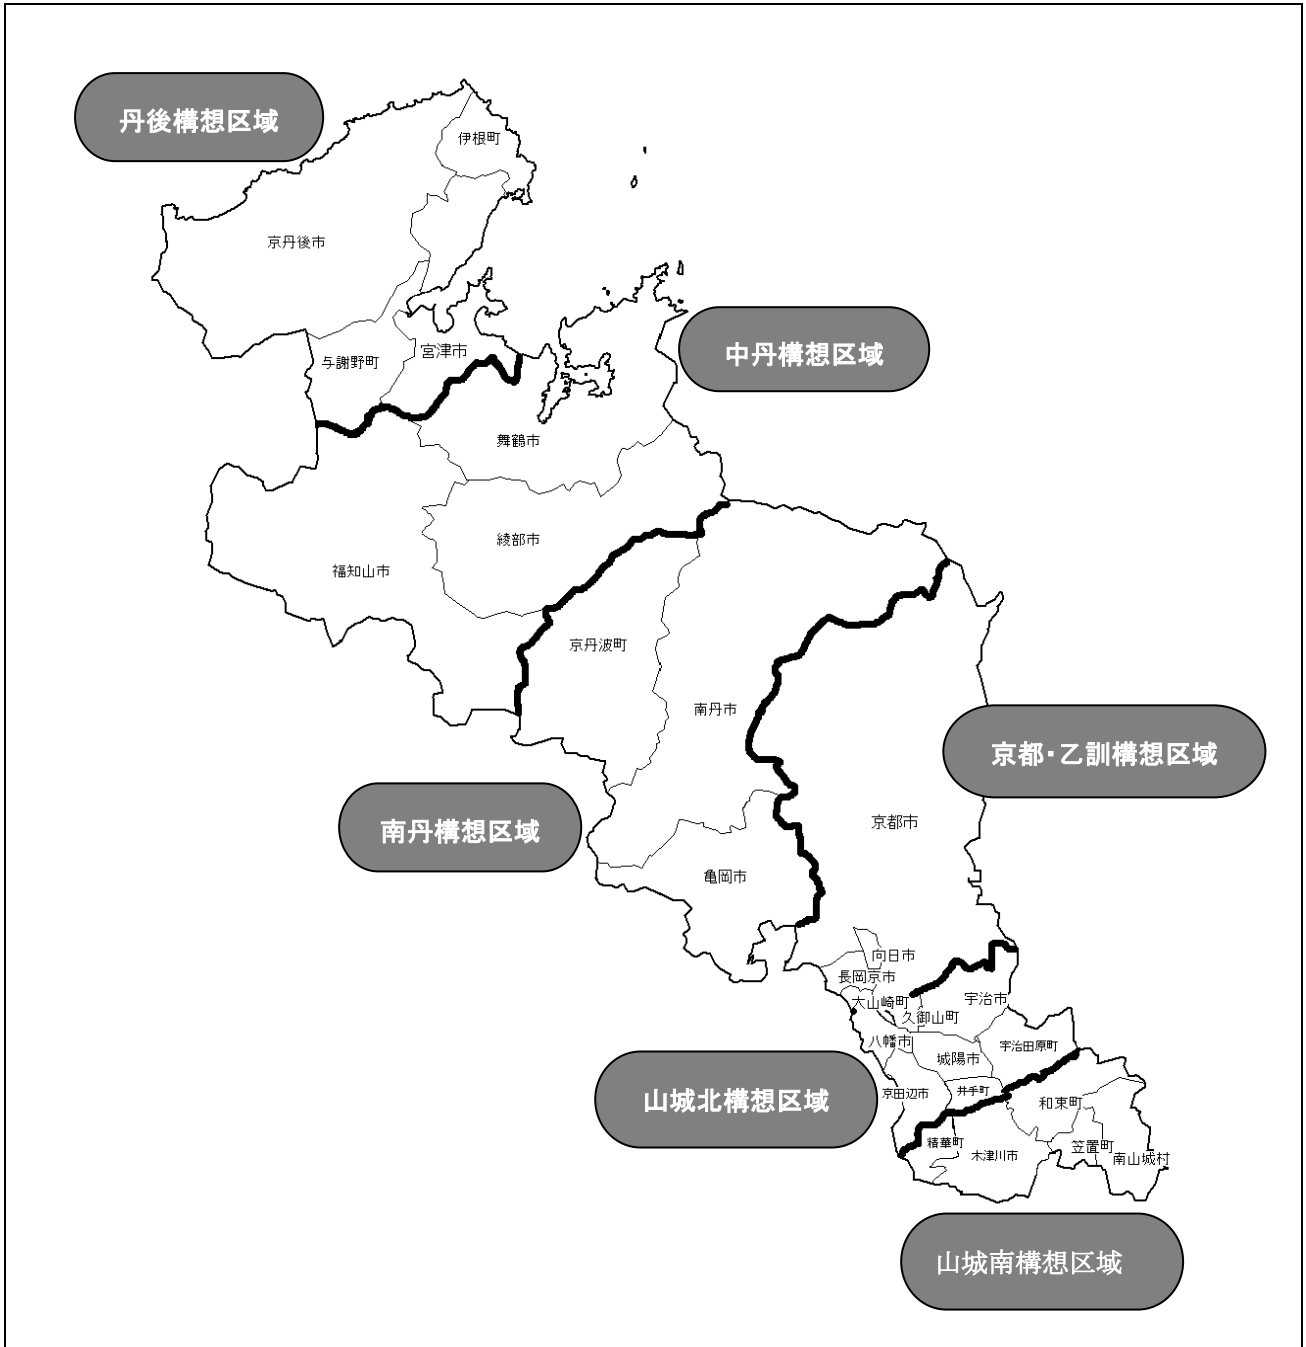 丹後構想区域
伊根町
京丹後市
中丹構想区域
宮津市
与謝野町
舞鶴市
綾部市
福知山市
京丹波町
南丹市
京都・乙訓構想区域
京都市
南丹構想区域
亀岡市
向日市
長岡京市
大山崎町
宇治市
久御山町
八幡市
宇治田原町
城陽市
京田辺市
井手町
山城北構想区域
和束町
精華町
笠置町
木津川市
南山城村
山城南構想区域